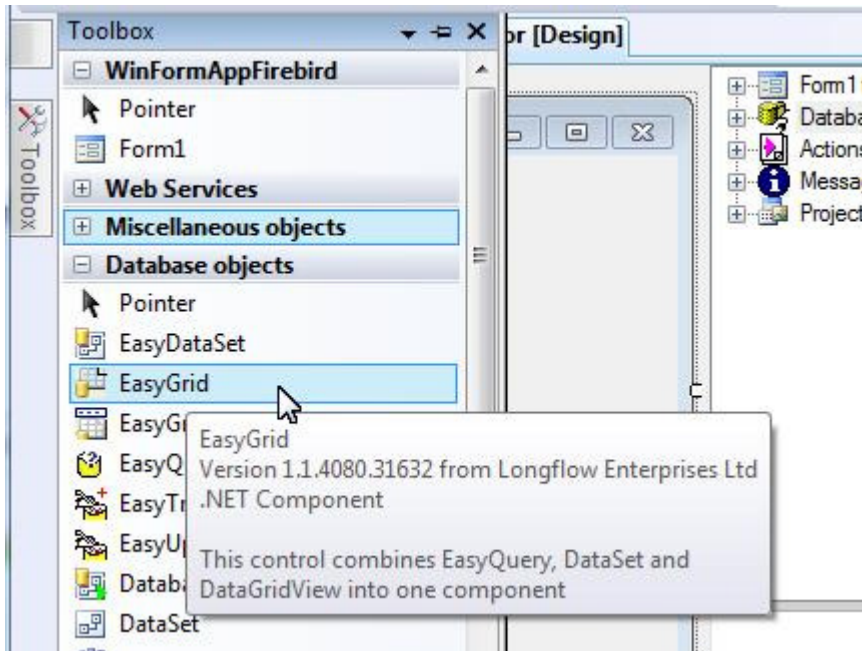 Toolbox
or [Design]
WinFormAppFirebird
Pointer
Form1
Web Services
Miscellaneous objects
Database objects
Pointer
EasyDataSet
EasyGrid
EasyGr
EasyQ
EasyTr
EasyUp
Databa
DataSet
EasyGrid
Version 1.1.4080.31632 from Longflow Enterprises Ltd
.NET Component
This control combines EasyQuery, DataSet and
DataGridView into one component
Toolbox
Form1
Databa
Actions
Messa
Project